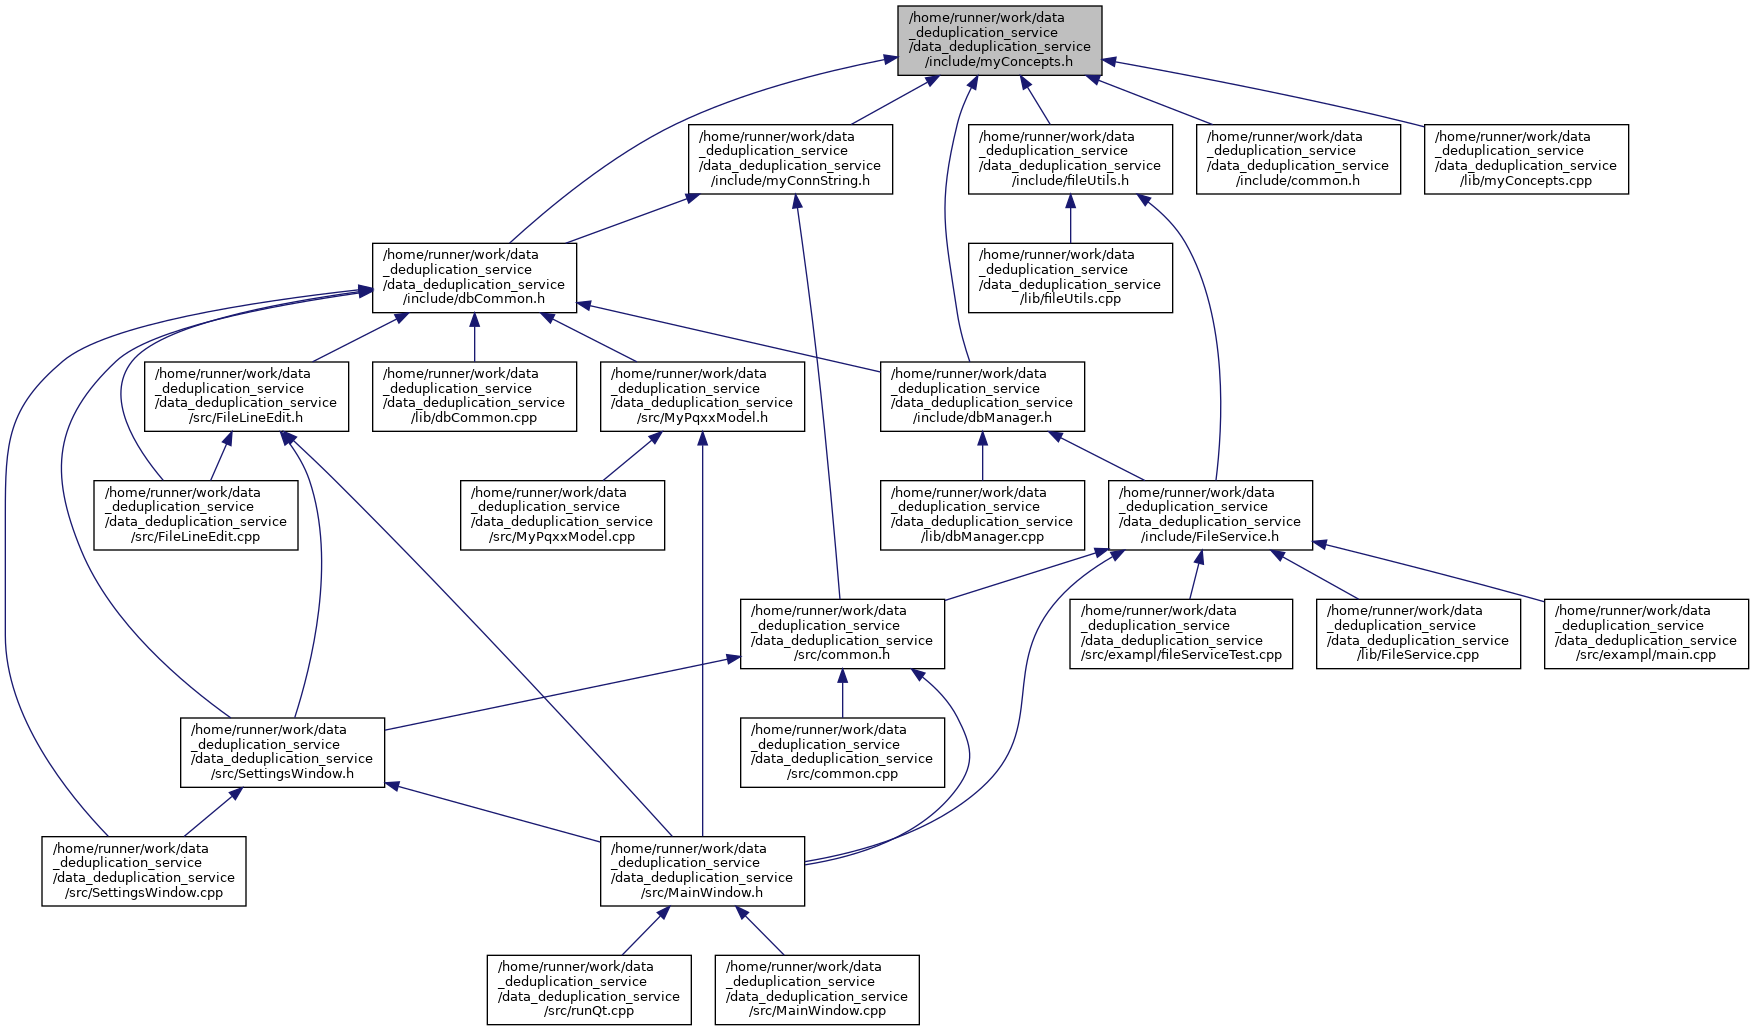 /home/runner/work/data
_deduplication_service
/data_deduplication_service
/include/myConcepts.h
/home/runner/work/data
_deduplication_service
/data_deduplication_service
/include/myConnString.h
/home/runner/work/data
_deduplication_service
/data_deduplication_service
/include/fileUtils.h
/home/runner/work/data
_deduplication_service
/data_deduplication_service
/include/common.h
/home/runner/work/data
_deduplication_service
/data_deduplication_service
/lib/myConcepts.cpp
/home/runner/work/data
_deduplication_service
/data_deduplication_service
/include/dbCommon.h
/home/runner/work/data
_deduplication_service
/data_deduplication_service
/lib/fileUtils.cpp
/home/runner/work/data
_deduplication_service
/data_deduplication_service
/src/FileLineEdit.h
/home/runner/work/data
_deduplication_service
/data_deduplication_service
/lib/dbCommon.cpp
/home/runner/work/data
_deduplication_service
/data_deduplication_service
/src/MyPqxxModel.h
/home/runner/work/data
_deduplication_service
/data_deduplication_service
/include/dbManager.h
/home/runner/work/data
_deduplication_service
/data_deduplication_service
/src/FileLineEdit.cpp
/home/runner/work/data
_deduplication_service
/data_deduplication_service
/src/MyPqxxModel.cpp
/home/runner/work/data
_deduplication_service
/data_deduplication_service
/lib/dbManager.cpp
/home/runner/work/data
_deduplication_service
/data_deduplication_service
/include/FileService.h
/home/runner/work/data
_deduplication_service
/data_deduplication_service
/src/common.h
/home/runner/work/data
_deduplication_service
/data_deduplication_service
/src/exampl/fileServiceTest.cpp
/home/runner/work/data
_deduplication_service
/data_deduplication_service
/lib/FileService.cpp
/home/runner/work/data
_deduplication_service
/data_deduplication_service
/src/exampl/main.cpp
/home/runner/work/data
_deduplication_service
/data_deduplication_service
/src/SettingsWindow.h
/home/runner/work/data
_deduplication_service
/data_deduplication_service
/src/common.cpp
/home/runner/work/data
_deduplication_service
/data_deduplication_service
/src/SettingsWindow.cpp
/home/runner/work/data
_deduplication_service
/data_deduplication_service
/src/MainWindow.h
/home/runner/work/data
_deduplication_service
/data_deduplication_service
/src/runQt.cpp
/home/runner/work/data
_deduplication_service
/data_deduplication_service
/src/MainWindow.cpp